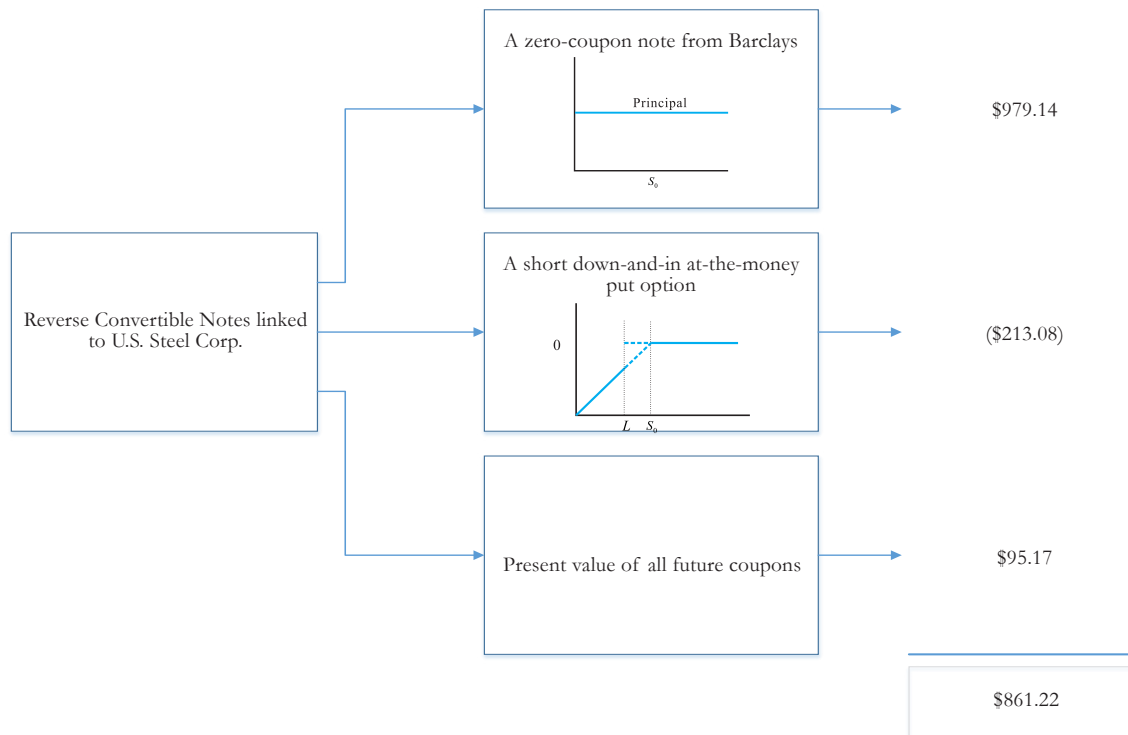 A zero-coupon note from Barclays
Principal
S₀
$979.14
Reverse Convertible Notes linked
to U.S. Steel Corp.
A short down-and-in at-the-money
put option
0
L S₀
($213.08)
Present value of all future coupons
$95.17
$861.22